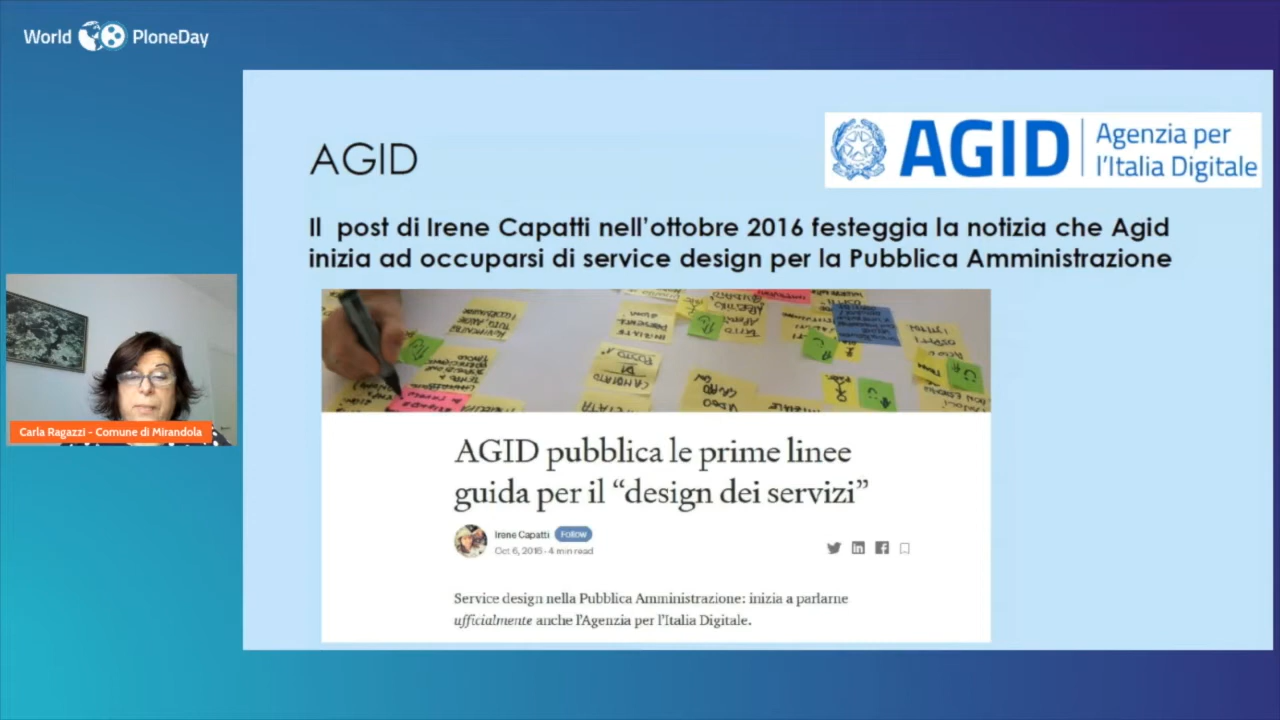 World PloneDay
AGID
AGID Agenzia per
l'Italia Digitale
Il post di Irene Capatti nell'ottobre 2016 festeggia la notizia che Agid
inizia ad occuparsi di service design per la Pubblica Amministrazione
AGID pubblica le prime linee
guida per il “design dei servizi”
Irene Capatti Follow
Oct 6, 2016 · 4 min read
Service design nella Pubblica Amministrazione: inizia a parlarne
ufficialmente anche l'Agenzia per l'Italia Digitale.
Carla Ragazzi - Comune di Mirandola